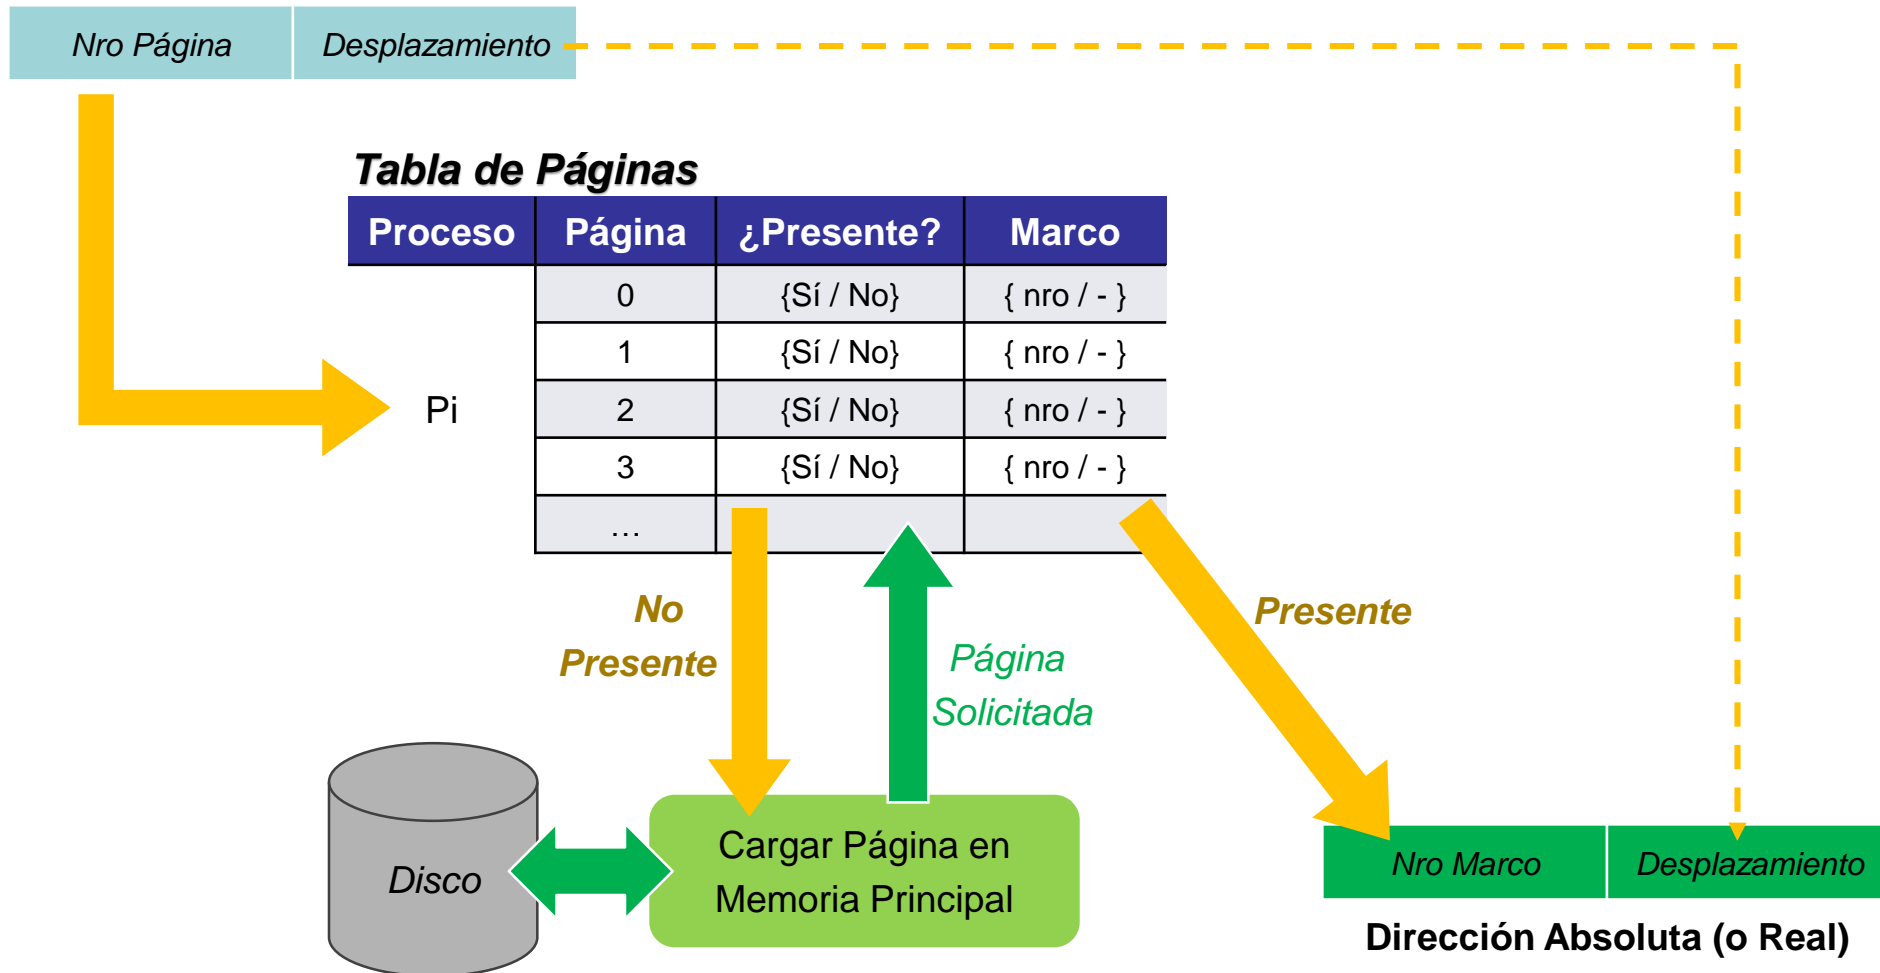 Nro Página Desplazamiento
Tabla de Páginas
Proceso Página ¿Presente? Marco
0 {Sí / No} { nro / - }
1 {Sí / No} { nro / - }
Pi 2 {Sí / No} { nro / - }
3 {Sí / No} { nro / - }
...
No
Presente
Página
Solicitada
Presente
Disco
Cargar Página en
Memoria Principal
Nro Marco Desplazamiento
Dirección Absoluta (o Real)